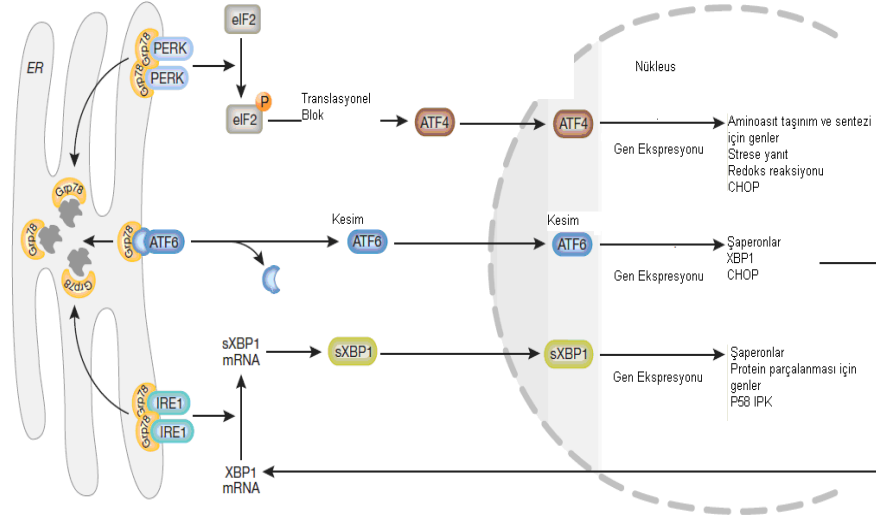 ER
Grp78
PERK
Grp78
PERK
eIF2
eIF2
P
Translasyonel
Blok
ATF4
ATF4
Nükleus
Gen Ekspresyonu
Aminoasit taşınım ve sentezi
için genler
Strese yanıt
Redoks reaksiyonu
CHOP
Grp78
Grp78
Grp78
Grp78
ATF6
Kesim
ATF6
Kesim
ATF6
Gen Ekspresyonu
Şaperonlar
XBP1
CHOP
sXBP1
mRNA
sXBP1
sXBP1
Gen Ekspresyonu
Şaperonlar
Protein parçalanması için
genler
P58 IPK
Grp78
IRE1
Grp78
IRE1
XBP1
mRNA